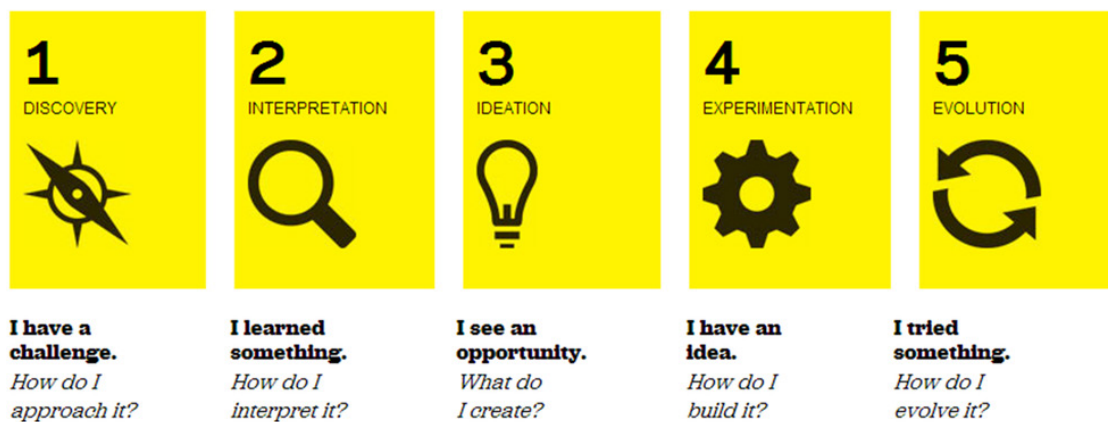 1
DISCOVERY
2
INTERPRETATION
3
IDEATION
4
EXPERIMENTATION
5
EVOLUTION
I have a
challenge.
How do I
approach it?
I learned
something.
How do I
interpret it?
I see an
opportunity.
What do
I create?
I have an
idea.
How do I
build it?
I tried
something.
How do I
evolve it?